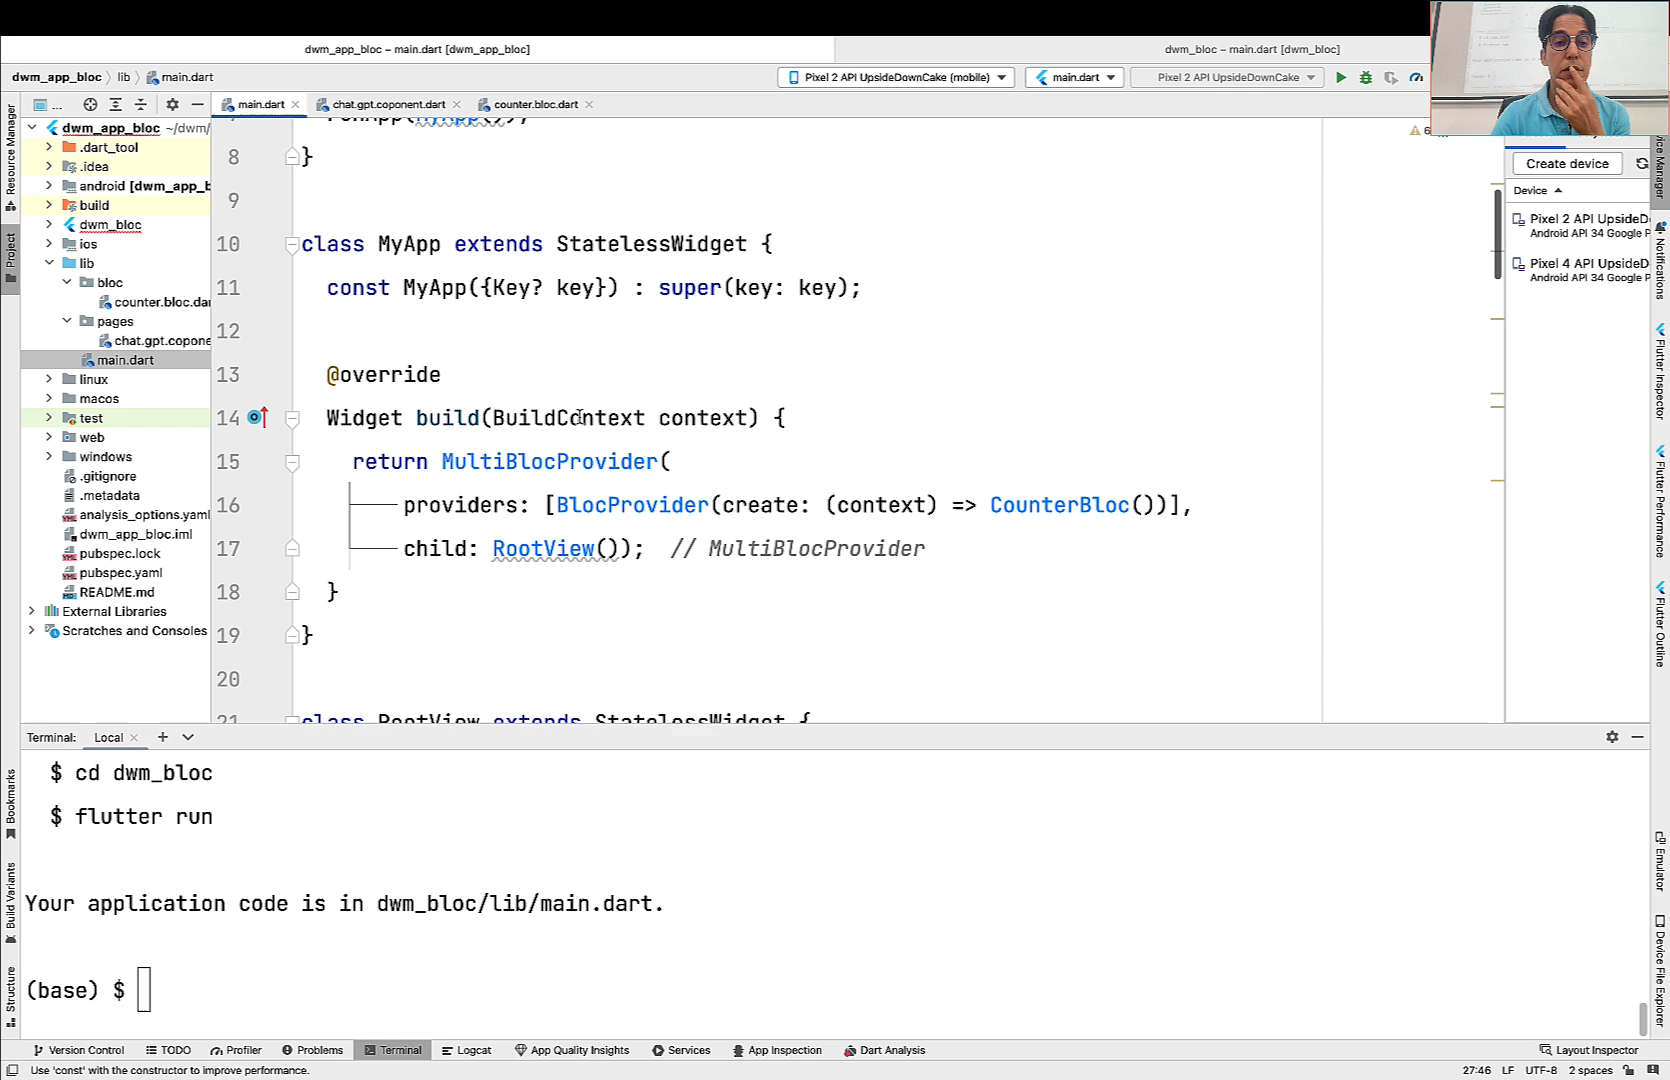 dwm_app_bloc – main.dart [dwm_app_bloc]
dwm_bloc – main.dart [dwm_bloc]
dwm_app_bloc
lib
main.dart
Pixel 2 API UpsideDownCake (mobile)
main.dart
Pixel 2 API UpsideDownCake
...
main.dart
chat.gpt.coponent.dart
counter.bloc.dart
Resource Manager
Project
Bookmarks
Build Variants
Structure
dwm_app_bloc ~/dwm/
.dart_tool
.idea
android [dwm_app_b
build
dwm_bloc
ios
lib
bloc
counter.bloc.da
pages
chat.gpt.copone
main.dart
linux
macos
test
web
windows
.gitignore
.metadata
analysis_options.yaml
dwm_app_bloc.iml
pubspec.lock
pubspec.yaml
README.md
External Libraries
Scratches and Consoles
8 }
9
10 class MyApp extends StatelessWidget {
11 const MyApp({Key? key}) : super(key: key);
12
13 @override
14 Widget build(BuildContext context) {
15 return MultiBlocProvider(
16 providers: [BlocProvider(create: (context) => CounterBloc())],
17 child: RootView()); // MultiBlocProvider
18 }
19 }
20
21 class RootView extends StatelessWidget {
6
Create device
Device
Pixel 2 API UpsideD
Android API 34 Google P
Pixel 4 API UpsideD
Android API 34 Google P
Notifications
Flutter Inspector
Flutter Performance
Flutter Outline
Emulator
Device File Explorer
Terminal:
Local
$ cd dwm_bloc
$ flutter run
Your application code is in dwm_bloc/lib/main.dart.
(base) $
Version Control
TODO
Profiler
Problems
Terminal
Logcat
App Quality Insights
Services
App Inspection
Dart Analysis
Layout Inspector
Use 'const' with the constructor to improve performance.
27:46
LF
UTF-8
2 spaces